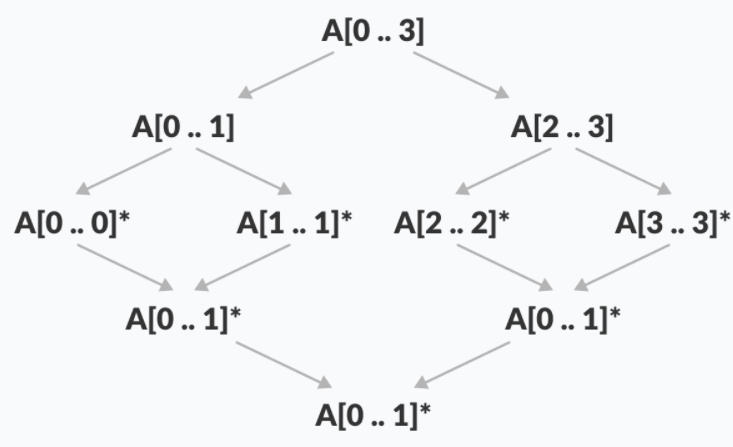 A[0 .. 3]
A[0 .. 1] A[2 .. 3]
A[0 .. 0]* A[1 .. 1]* A[2 .. 2]* A[3 .. 3]*
A[0 .. 1]* A[0 .. 1]*
A[0 .. 1]*